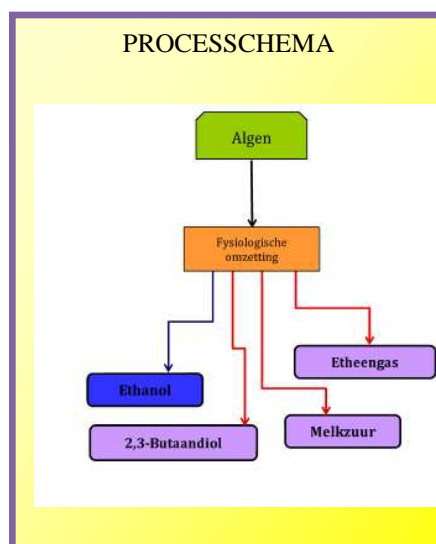 PROCESSCHEMA
Algen
Fysiologische
omzetting
Etheengas
Ethanol
Melkzuur
2,3-Butaandiol